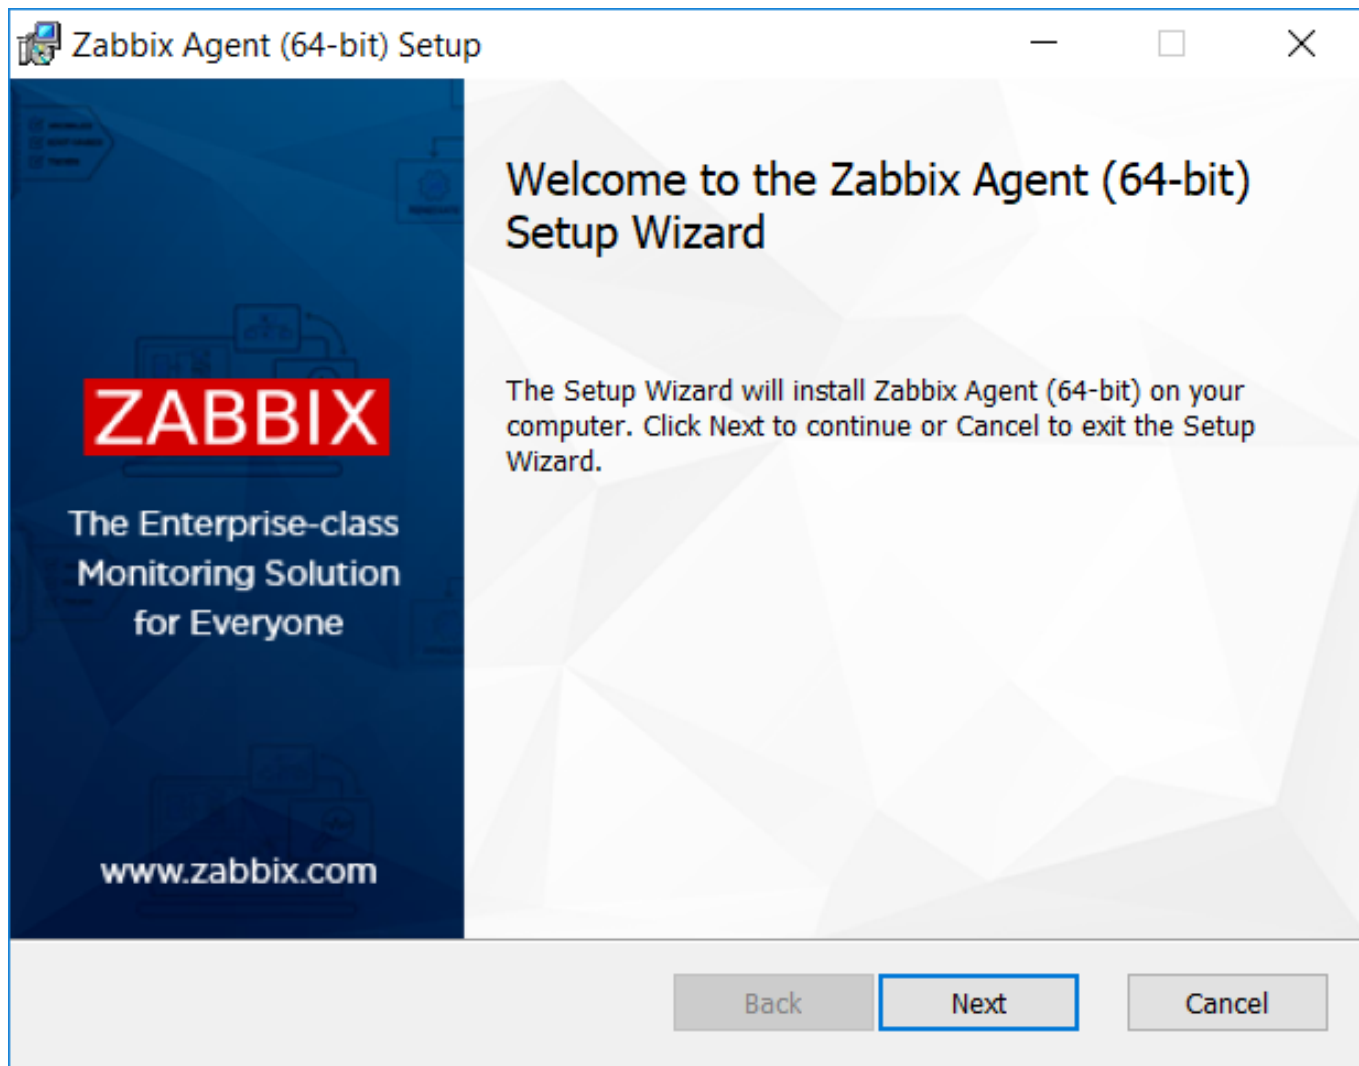 Zabbix Agent (64-bit) Setup
Welcome to the Zabbix Agent (64-bit)
Setup Wizard
The Setup Wizard will install Zabbix Agent (64-bit) on your
computer. Click Next to continue or Cancel to exit the Setup
Wizard.
ZABBIX
The Enterprise-class
Monitoring Solution
for Everyone
www.zabbix.com
Back
Next
Cancel